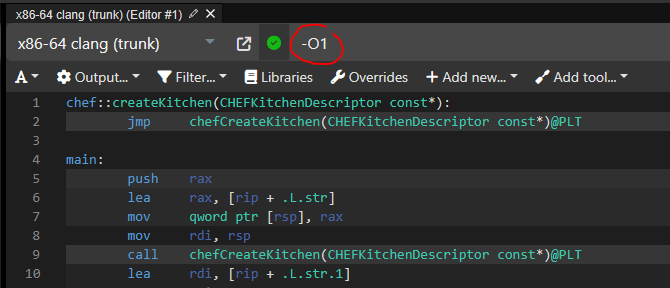 x86-64 clang (trunk) (Editor #1)
x86-64 clang (trunk) -O1
A Output... Filter... Libraries Overrides Add new... Add tool...
1 chef::createKitchen(CHEFKitchenDescriptor const*):
2 jmp chefCreateKitchen(CHEFKitchenDescriptor const*)@PLT
3
4 main:
5 push rax
6 lea rax, [rip + .L.str]
7 mov qword ptr [rsp], rax
8 mov rdi, rsp
9 call chefCreateKitchen(CHEFKitchenDescriptor const*)@PLT
10 lea rdi, [rip + .L.str.1]